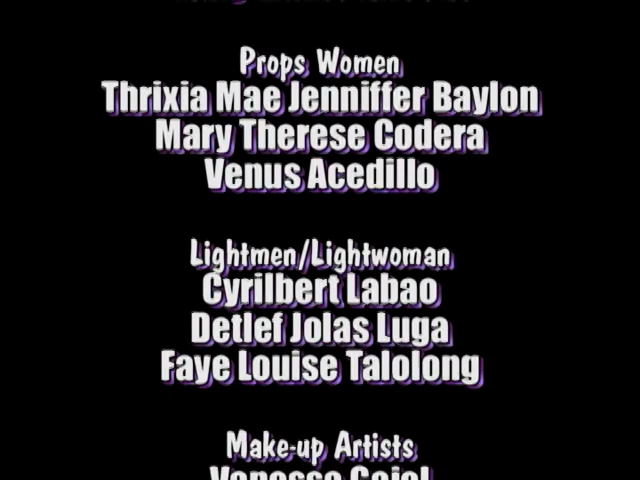 Props Women
Thrixia Mae Jenniffer Baylon
Mary Therese Codera
Venus Acedillo
Lightmen/Lightwoman
Cyrilbert Labao
Detlef Jolas Luga
Faye Louise Talolong
Make-up Artists